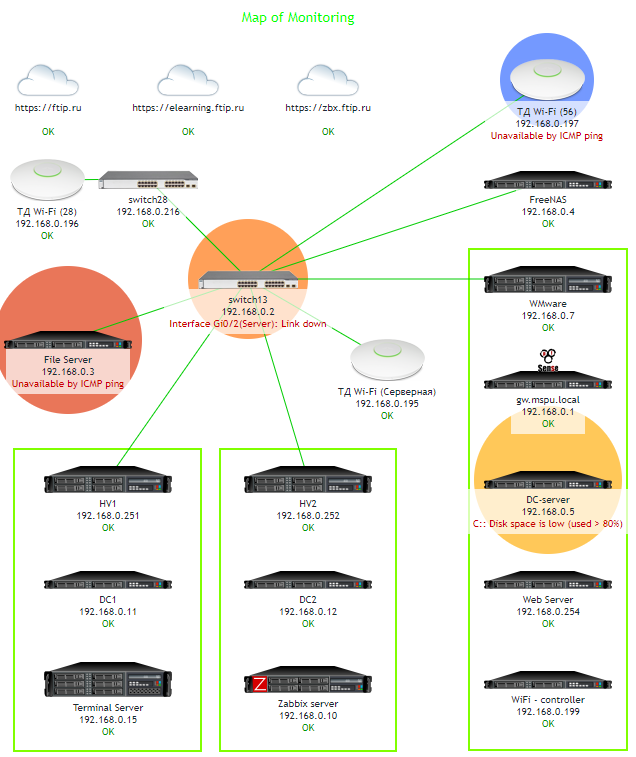 Map of Monitoring
https://ftip.ru
OK
https://elearning.ftip.ru
OK
https://zbx.ftip.ru
OK
ТД Wi-Fi (56)
192.168.0.197
Unavailable by ICMP ping
ТД Wi-Fi (28)
192.168.0.196
OK
switch28
192.168.0.216
OK
FreeNAS
192.168.0.4
OK
switch13
192.168.0.2
Interface Gi0/2(Server): Link down
WMware
192.168.0.7
OK
File Server
192.168.0.3
Unavailable by ICMP ping
ТД Wi-Fi (Серверная)
192.168.0.195
OK
Sense
gw.mspu.local
192.168.0.1
OK
HV1
192.168.0.251
OK
HV2
192.168.0.252
OK
DC-server
192.168.0.5
C:: Disk space is low (used > 80%)
DC1
192.168.0.11
OK
DC2
192.168.0.12
OK
Web Server
192.168.0.254
OK
Terminal Server
192.168.0.15
OK
Z
Zabbix server
192.168.0.10
OK
WiFi - controller
192.168.0.199
OK